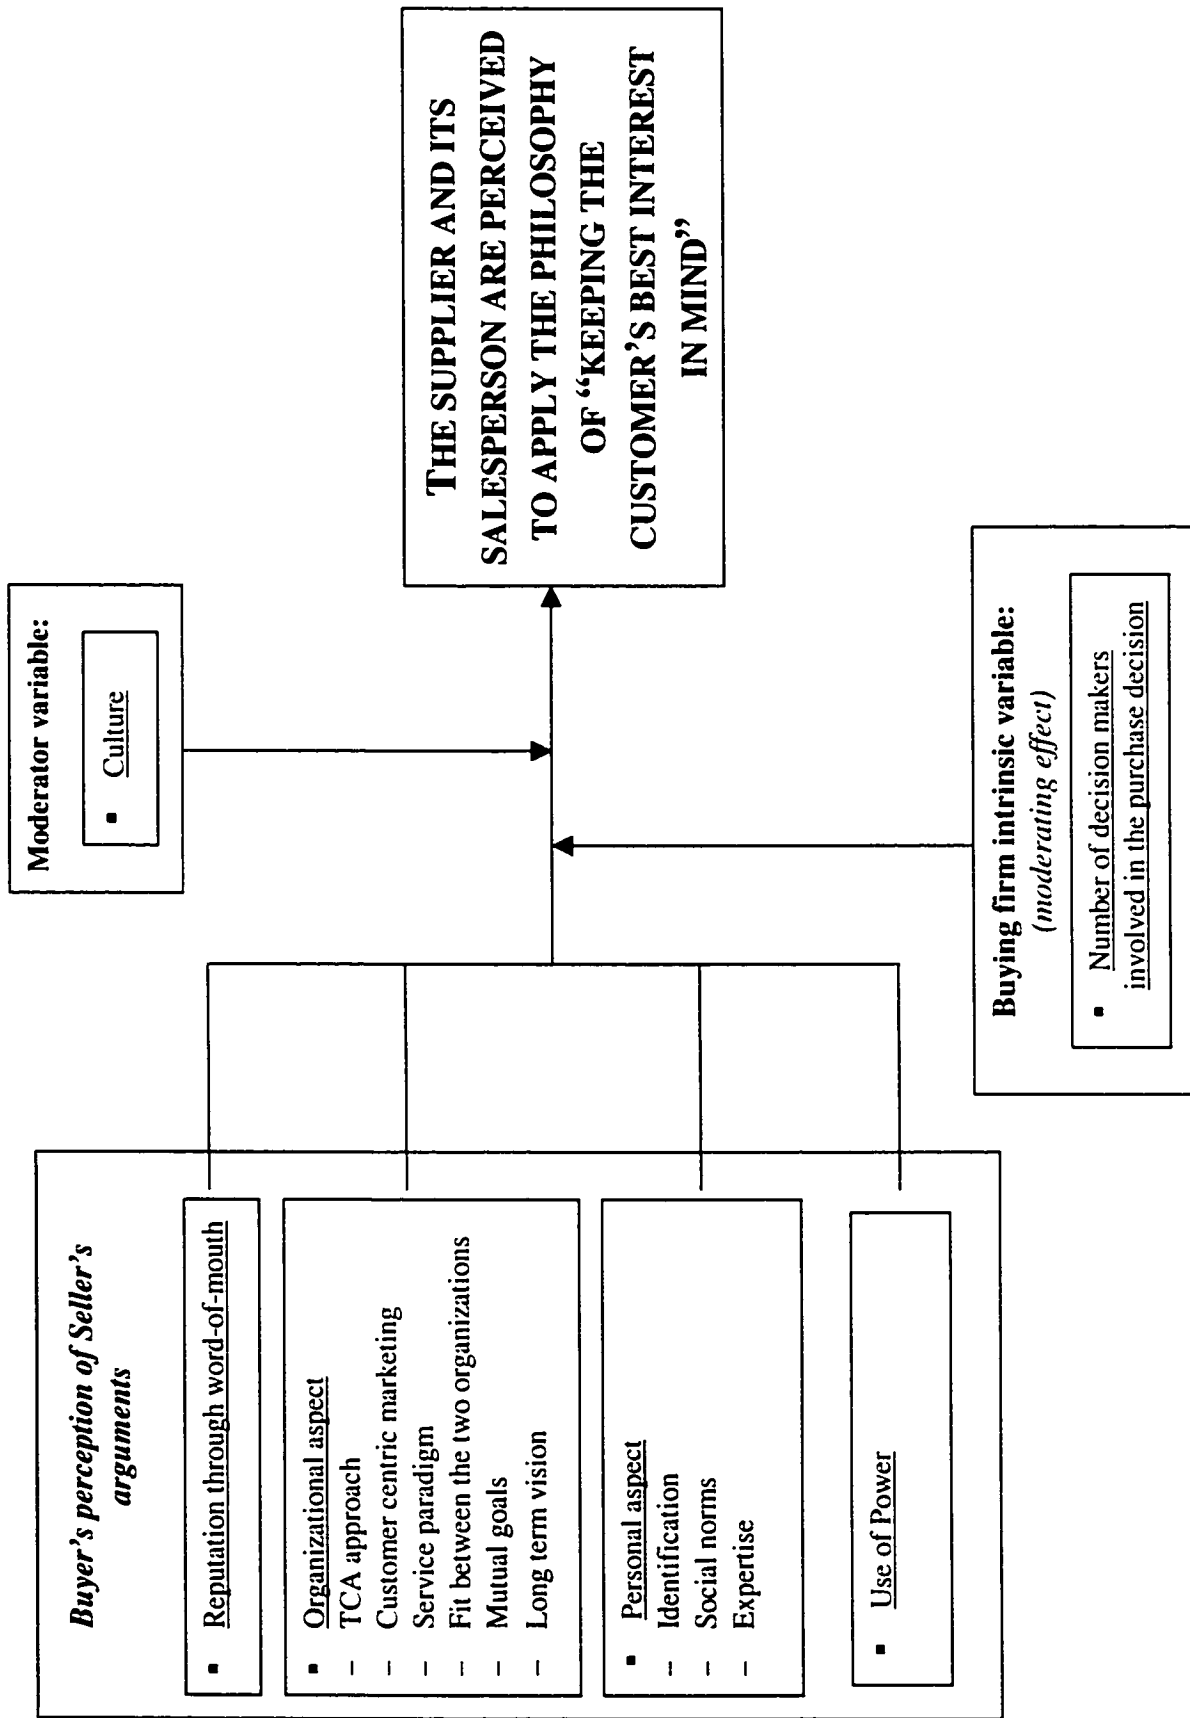 Buyer's perception of Seller's
arguments
▪ Reputation through word-of-mouth
▪ Organizational aspect
– TCA approach
– Customer centric marketing
– Service paradigm
– Fit between the two organizations
– Mutual goals
– Long term vision
▪ Personal aspect
– Identification
– Social norms
– Expertise
▪ Use of Power
Moderator variable:
▪ Culture
Buying firm intrinsic variable:
(moderating effect)
▪ Number of decision makers
involved in the purchase decision
THE SUPPLIER AND ITS
SALESPERSON ARE PERCEIVED
TO APPLY THE PHILOSOPHY
OF “KEEPING THE
CUSTOMER'S BEST INTEREST
IN MIND”